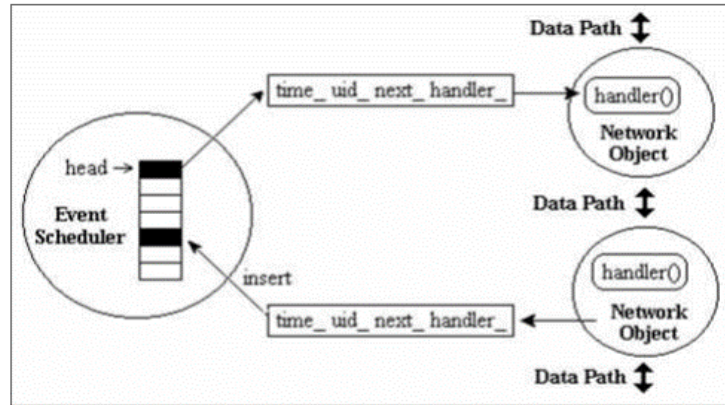 Data Path
time_ uid_ next_ handler_
handler()
Network
Object
head
Event
Scheduler
Data Path
insert
handler()
time_ uid_ next_ handler_
Network
Object
Data Path